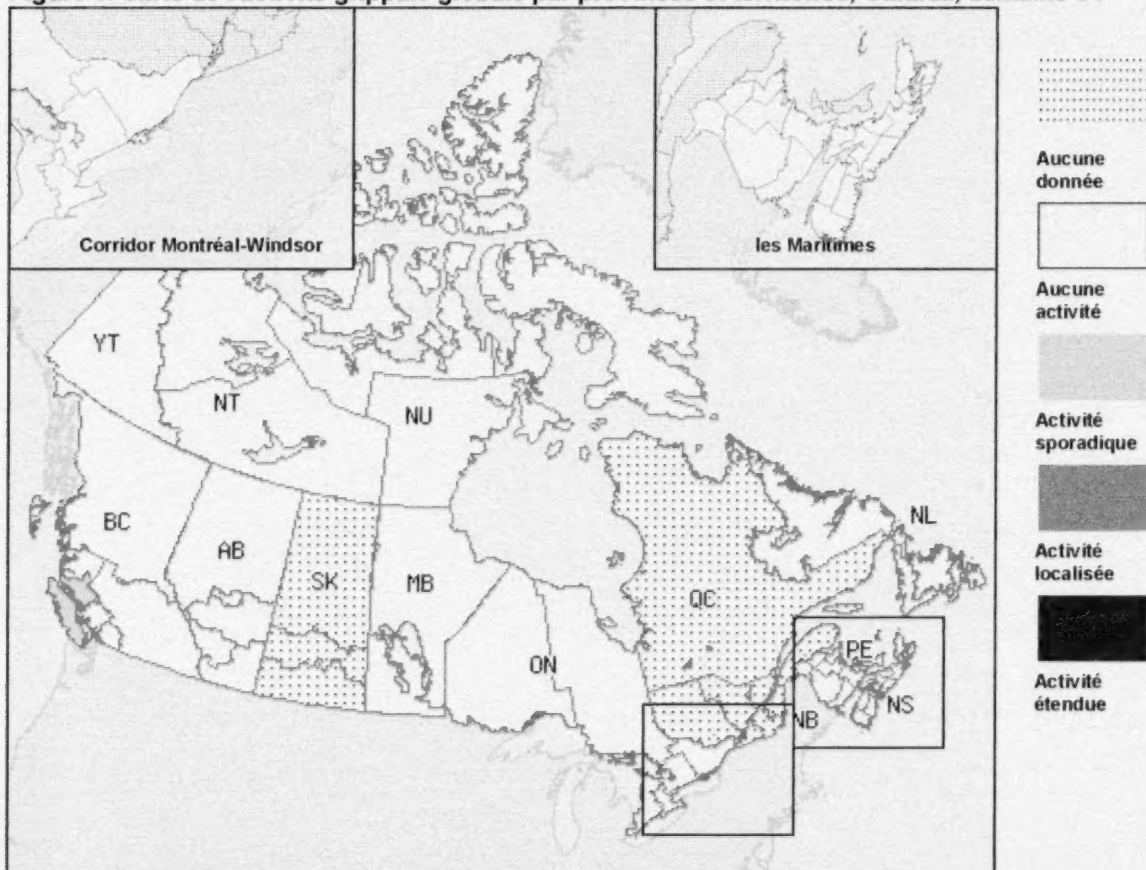 Corridor Montréal-Windsor
les Maritimes
Aucune
donnée
Aucune
activité
Activité
sporadique
Activité
localisée
Activité
étendue
YT
NT
NU
BC
AB
SK
MB
ON
QC
NL
PE
NB
NS